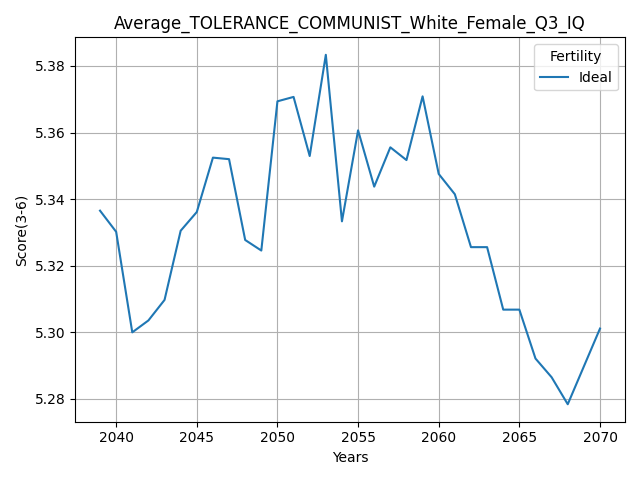 Average_TOLERANCE_COMMUNIST_White_Female_Q3_IQ
Fertility
Ideal
Score(3-6)
5.38
5.36
5.34
5.32
5.30
5.28
2040 2045 2050 2055 2060 2065 2070
Years